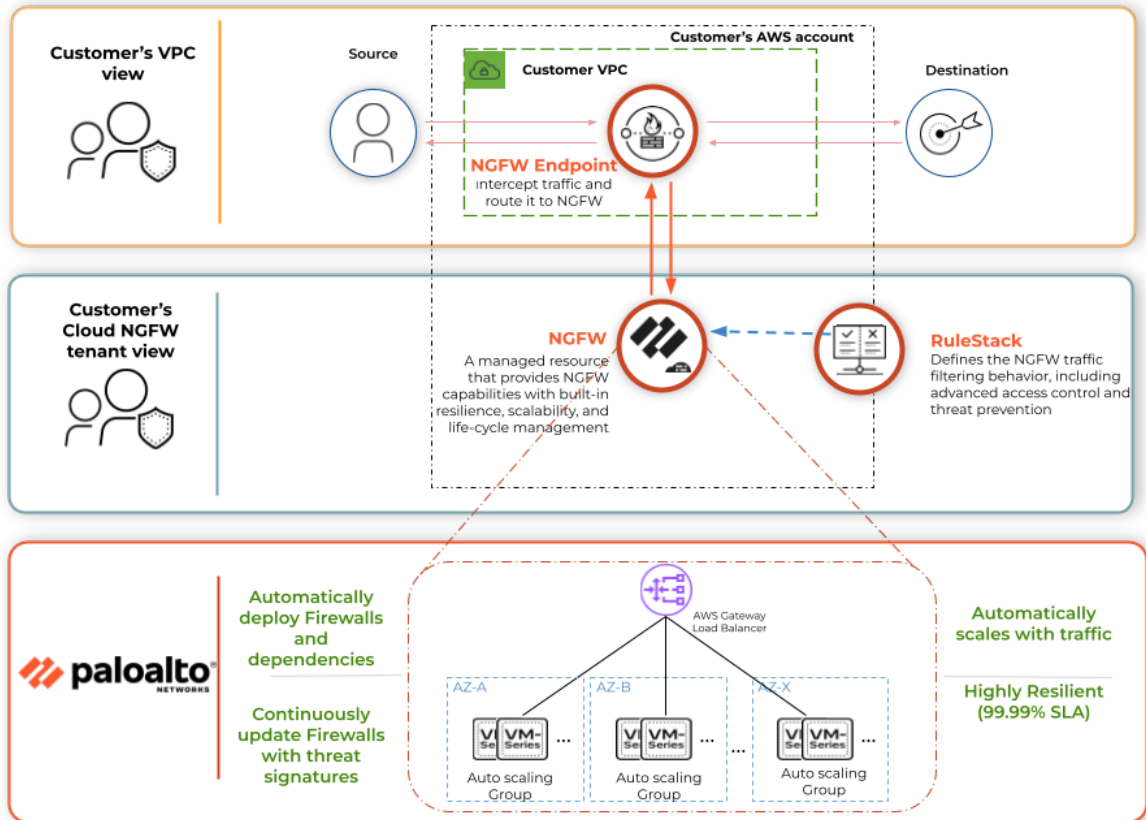 Customer's VPC
view
Source
Customer's AWS account
Customer VPC
Destination
NGFW Endpoint
Intercept traffic and
route it to NGFW
Customer's
Cloud NGFW
tenant view
NGFW
A managed resource
that provides NGFW
capabilities with built-in
resilience, scalability, and
life-cycle management
RuleStack
Defines the NGFW traffic
filtering behavior, including
advanced access control and
threat prevention
paloalto®
NETWORKS
Automatically
deploy Firewalls
and
dependencies
Continuously
update Firewalls
with threat
signatures
AWS Gateway
Load Balancer
AZ-A
VM-
Series
...
Auto scaling
Group
AZ-B
VM-
Series
...
Auto scaling
Group
...
AZ-X
VM-
Series
...
Auto scaling
Group
Automatically
scales with traffic
Highly Resilient
(99.99% SLA)